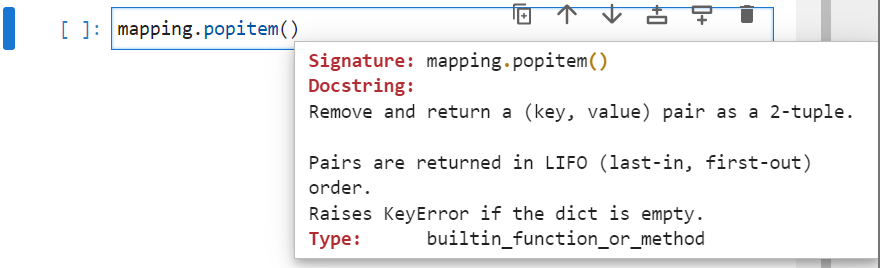 [ ]: mapping.popitem()
Signature: mapping.popitem()
Docstring:
Remove and return a (key, value) pair as a 2-tuple.
Pairs are returned in LIFO (last-in, first-out)
order.
Raises KeyError if the dict is empty.
Type: builtin_function_or_method